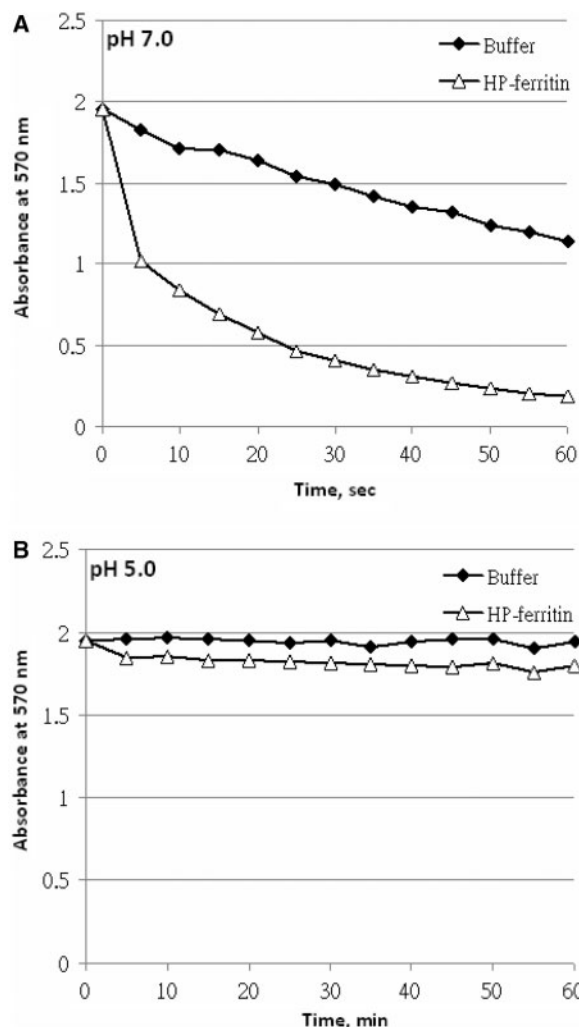 A
pH 7.0
Buffer
HP-ferritin
2.5
2
1.5
1
0.5
0
Absorbance at 570 nm
0 10 20 30 40 50 60
Time, sec
B
pH 5.0
Buffer
HP-ferritin
2.5
2
1.5
1
0.5
0
Absorbance at 570 nm
0 10 20 30 40 50 60
Time, min